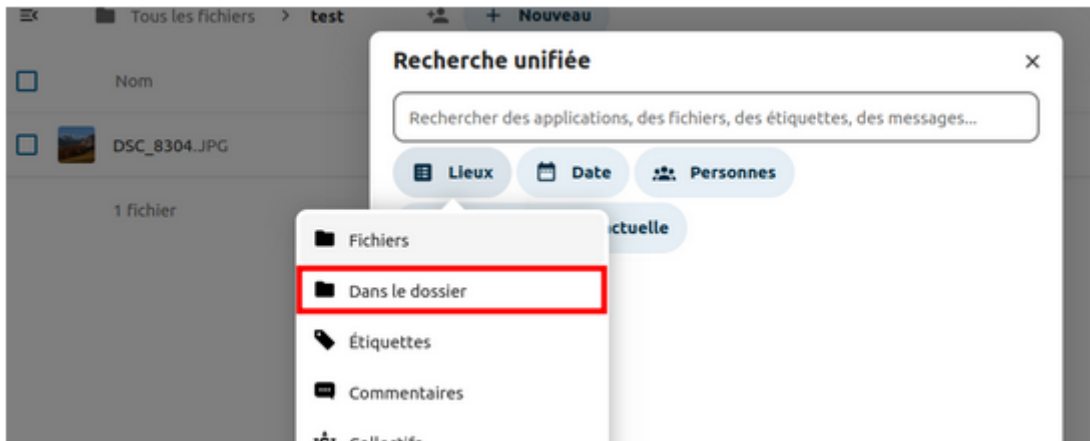 Tous les fichiers > test + Nouveau
Recherche unifiée ×
Nom
Rechercher des applications, des fichiers, des étiquettes, des messages...
DSC_8304.JPG
Lieux Date Personnes
1 fichier
ctuelle
Fichiers
Dans le dossier
Étiquettes
Commentaires